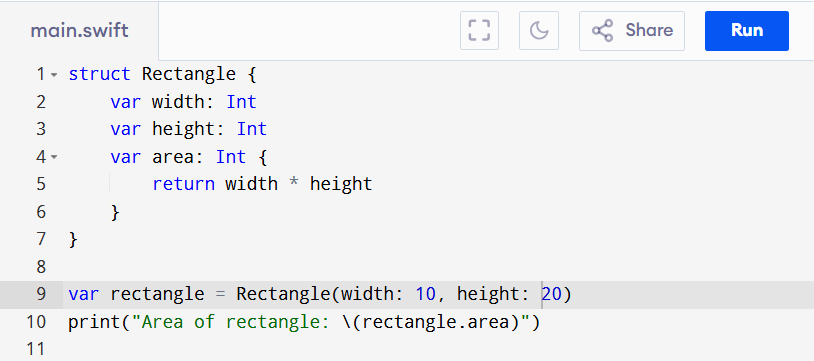 main.swift
Share
Run
1 struct Rectangle {
2     var width: Int
3     var height: Int
4     var area: Int {
5         return width * height
6     }
7 }
8
9 var rectangle = Rectangle(width: 10, height: 20)
10 print("Area of rectangle: \(rectangle.area)")
11